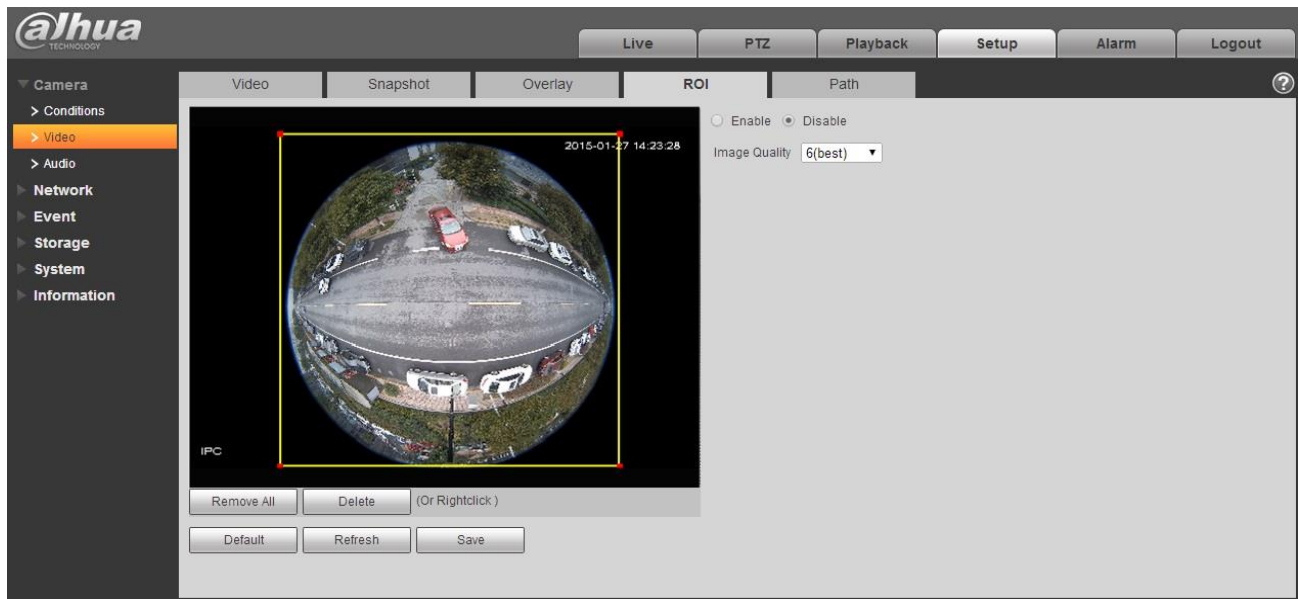 alhua
TECHNOLOGY
Live PTZ Playback Setup Alarm Logout
Camera
> Conditions
> Video
> Audio
Network
Event
Storage
System
Information
Video Snapshot Overlay ROI Path ?
2015-01-27 14:23:28
IPC
Enable Disable
Image Quality 6(best)
Remove All Delete (Or Rightclick )
Default Refresh Save